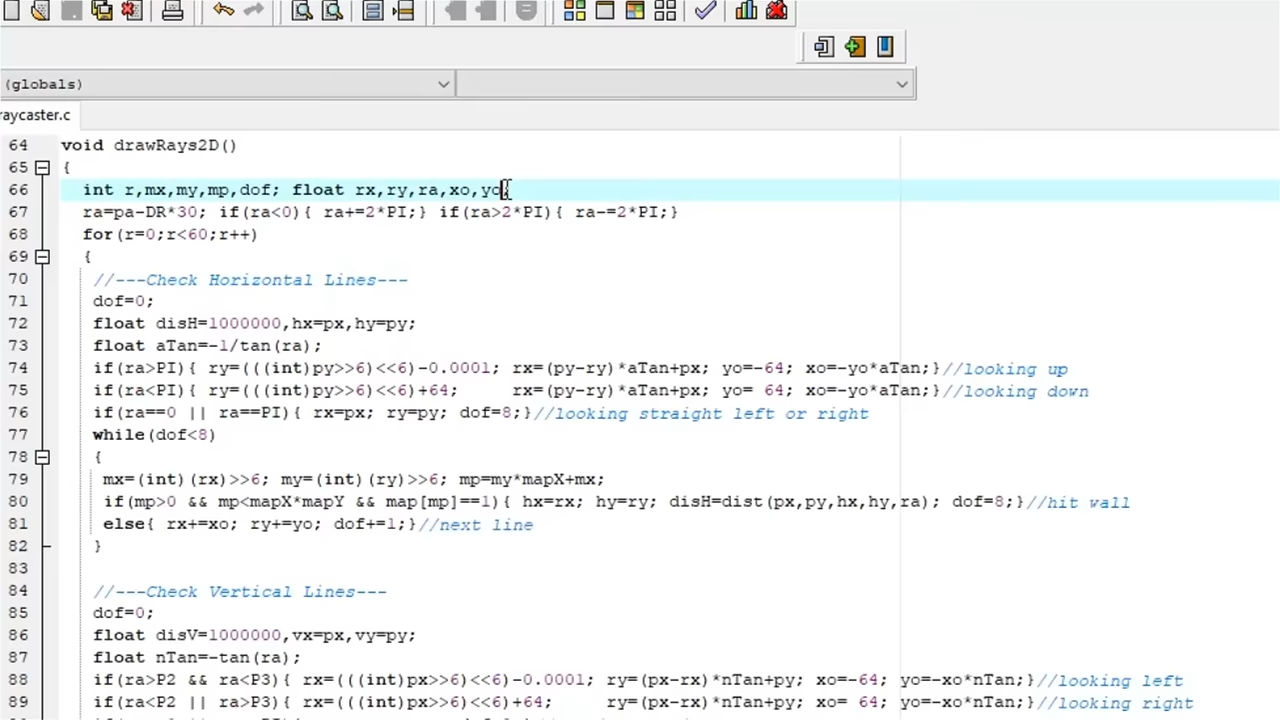 (globals)
raycaster.c
64 void drawRays2D()
65 {
66 int r,mx,my,mp,dof; float rx,ry,ra,xo,yo;
67 ra=pa-DR*30; if(ra<0){ ra+=2*PI;} if(ra>2*PI){ ra-=2*PI;}
68 for(r=0;r<60;r++)
69 {
70 //---Check Horizontal Lines---
71 dof=0;
72 float disH=1000000,hx=px,hy=py;
73 float aTan=-1/tan(ra);
74 if(ra>PI){ ry=(((int)py>>6)<<6)-0.0001; rx=(py-ry)*aTan+px; yo=-64; xo=-yo*aTan;}//looking up
75 if(ra<PI){ ry=(((int)py>>6)<<6)+64; rx=(py-ry)*aTan+px; yo= 64; xo=-yo*aTan;}//looking down
76 if(ra==0 || ra==PI){ rx=px; ry=py; dof=8;}//looking straight left or right
77 while(dof<8)
78 {
79 mx=(int)(rx)>>6; my=(int)(ry)>>6; mp=my*mapX+mx;
80 if(mp>0 && mp<mapX*mapY && map[mp]==1){ hx=rx; hy=ry; disH=dist(px,py,hx,hy,ra); dof=8;}//hit wall
81 else{ rx+=xo; ry+=yo; dof+=1;}//next line
82 }
83
84 //---Check Vertical Lines---
85 dof=0;
86 float disV=1000000,vx=px,vy=py;
87 float nTan=-tan(ra);
88 if(ra>P2 && ra<P3){ rx=(((int)px>>6)<<6)-0.0001; ry=(px-rx)*nTan+py; xo=-64; yo=-xo*nTan;}//looking left
89 if(ra<P2 || ra>P3){ rx=(((int)px>>6)<<6)+64; ry=(px-rx)*nTan+py; xo= 64; yo=-xo*nTan;}//looking right